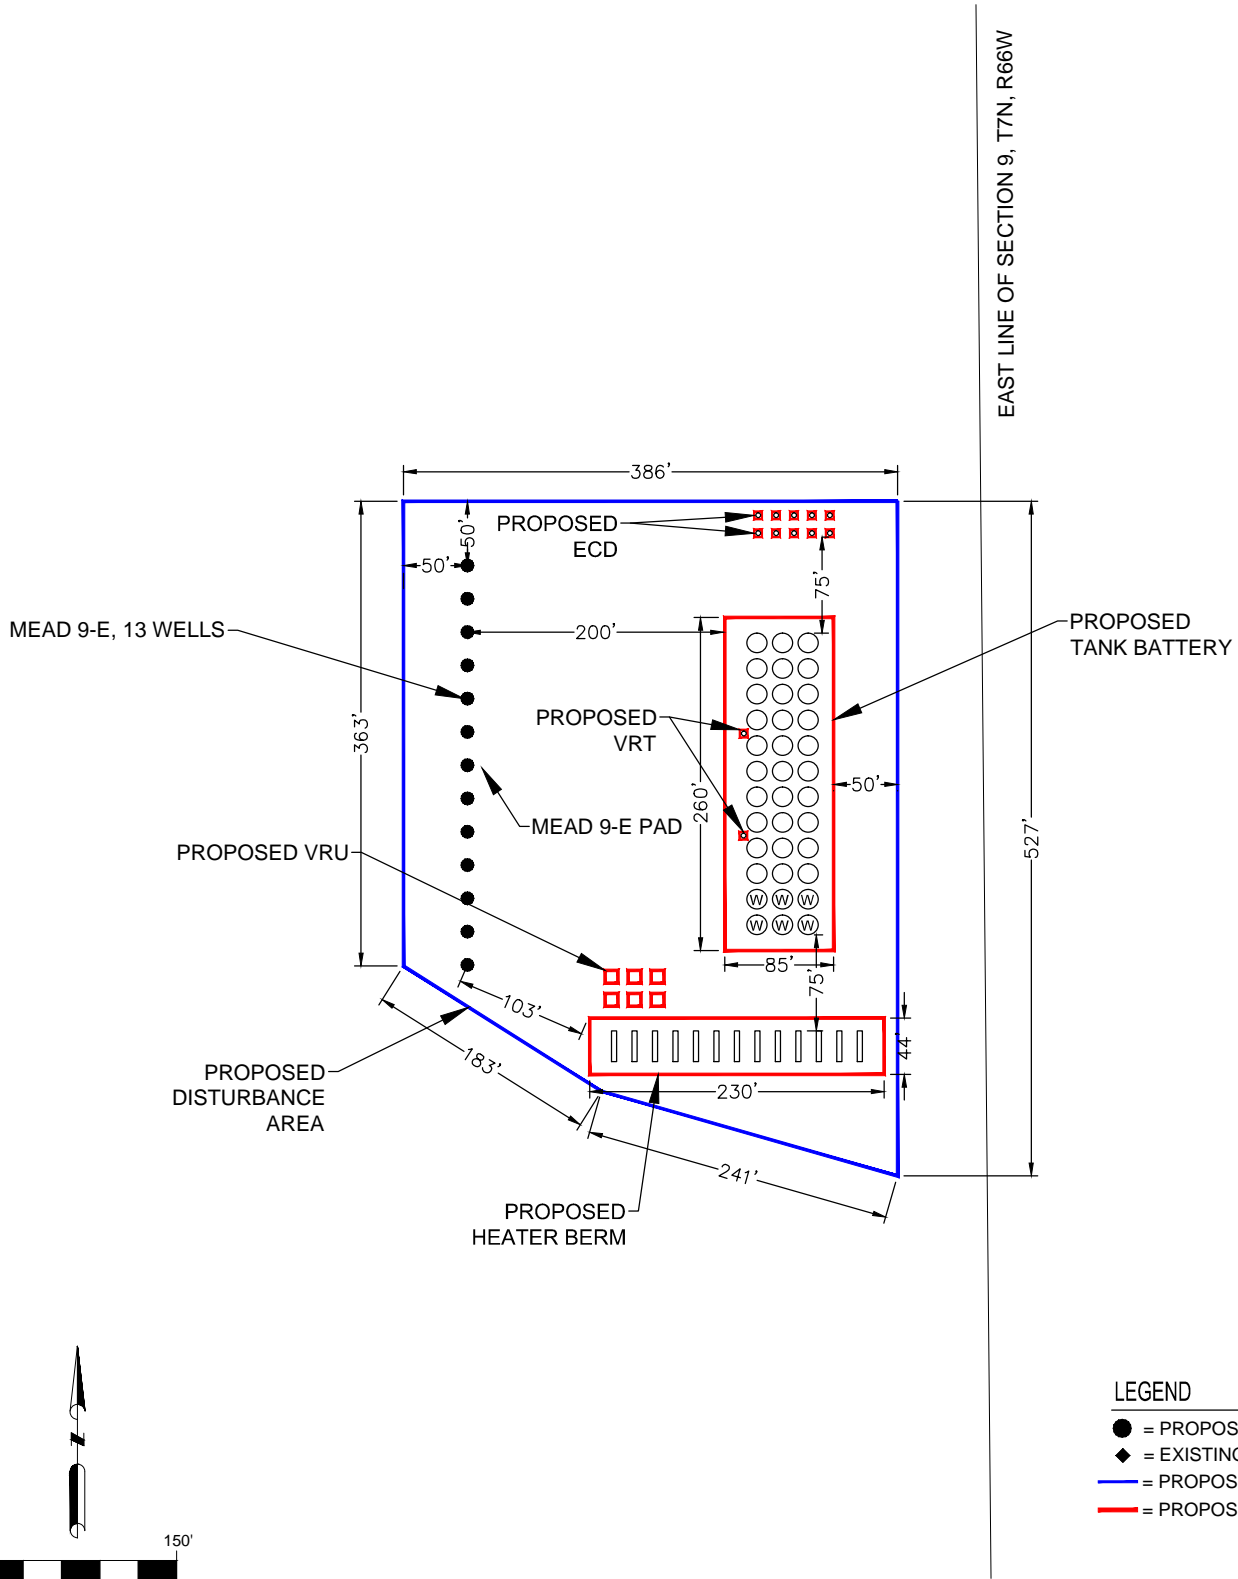 EAST LINE OF SECTION 9, T7N, R66W
386'
PROPOSED
ECD
50'
50'
75'
MEAD 9-E, 13 WELLS
200'
PROPOSED
TANK BATTERY
PROPOSED
VRT
363'
50'
260'
MEAD 9-E PAD
527'
PROPOSED VRU
W W W
W W W
85'
75'
103'
44'
183'
PROPOSED
DISTURBANCE
AREA
230'
241'
PROPOSED
HEATER BERM
N
LEGEND
= PROPOS
= EXISTING
= PROPOS
= PROPOS
150'